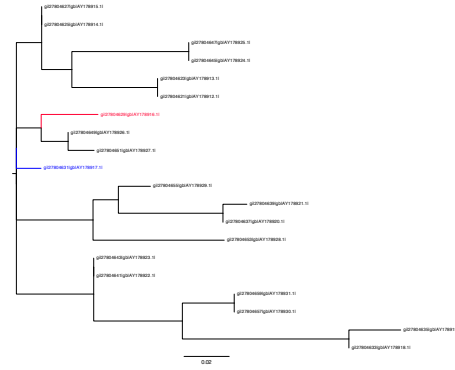 gi|27804627|gb|AY178915.1|
gi|27804625|gb|AY178914.1|
gi|27804647|gb|AY178925.1|
gi|27804645|gb|AY178924.1|
gi|27804623|gb|AY178913.1|
gi|27804621|gb|AY178912.1|
gi|27804629|gb|AY178916.1|
gi|27804649|gb|AY178926.1|
gi|27804651|gb|AY178927.1|
gi|27804631|gb|AY178917.1|
gi|27804655|gb|AY178929.1|
gi|27804639|gb|AY178921.1|
gi|27804637|gb|AY178920.1|
gi|27804653|gb|AY178928.1|
gi|27804643|gb|AY178923.1|
gi|27804641|gb|AY178922.1|
gi|27804659|gb|AY178931.1|
gi|27804657|gb|AY178930.1|
gi|27804635|gb|AY17891
gi|27804633|gb|AY178918.1|
0.02